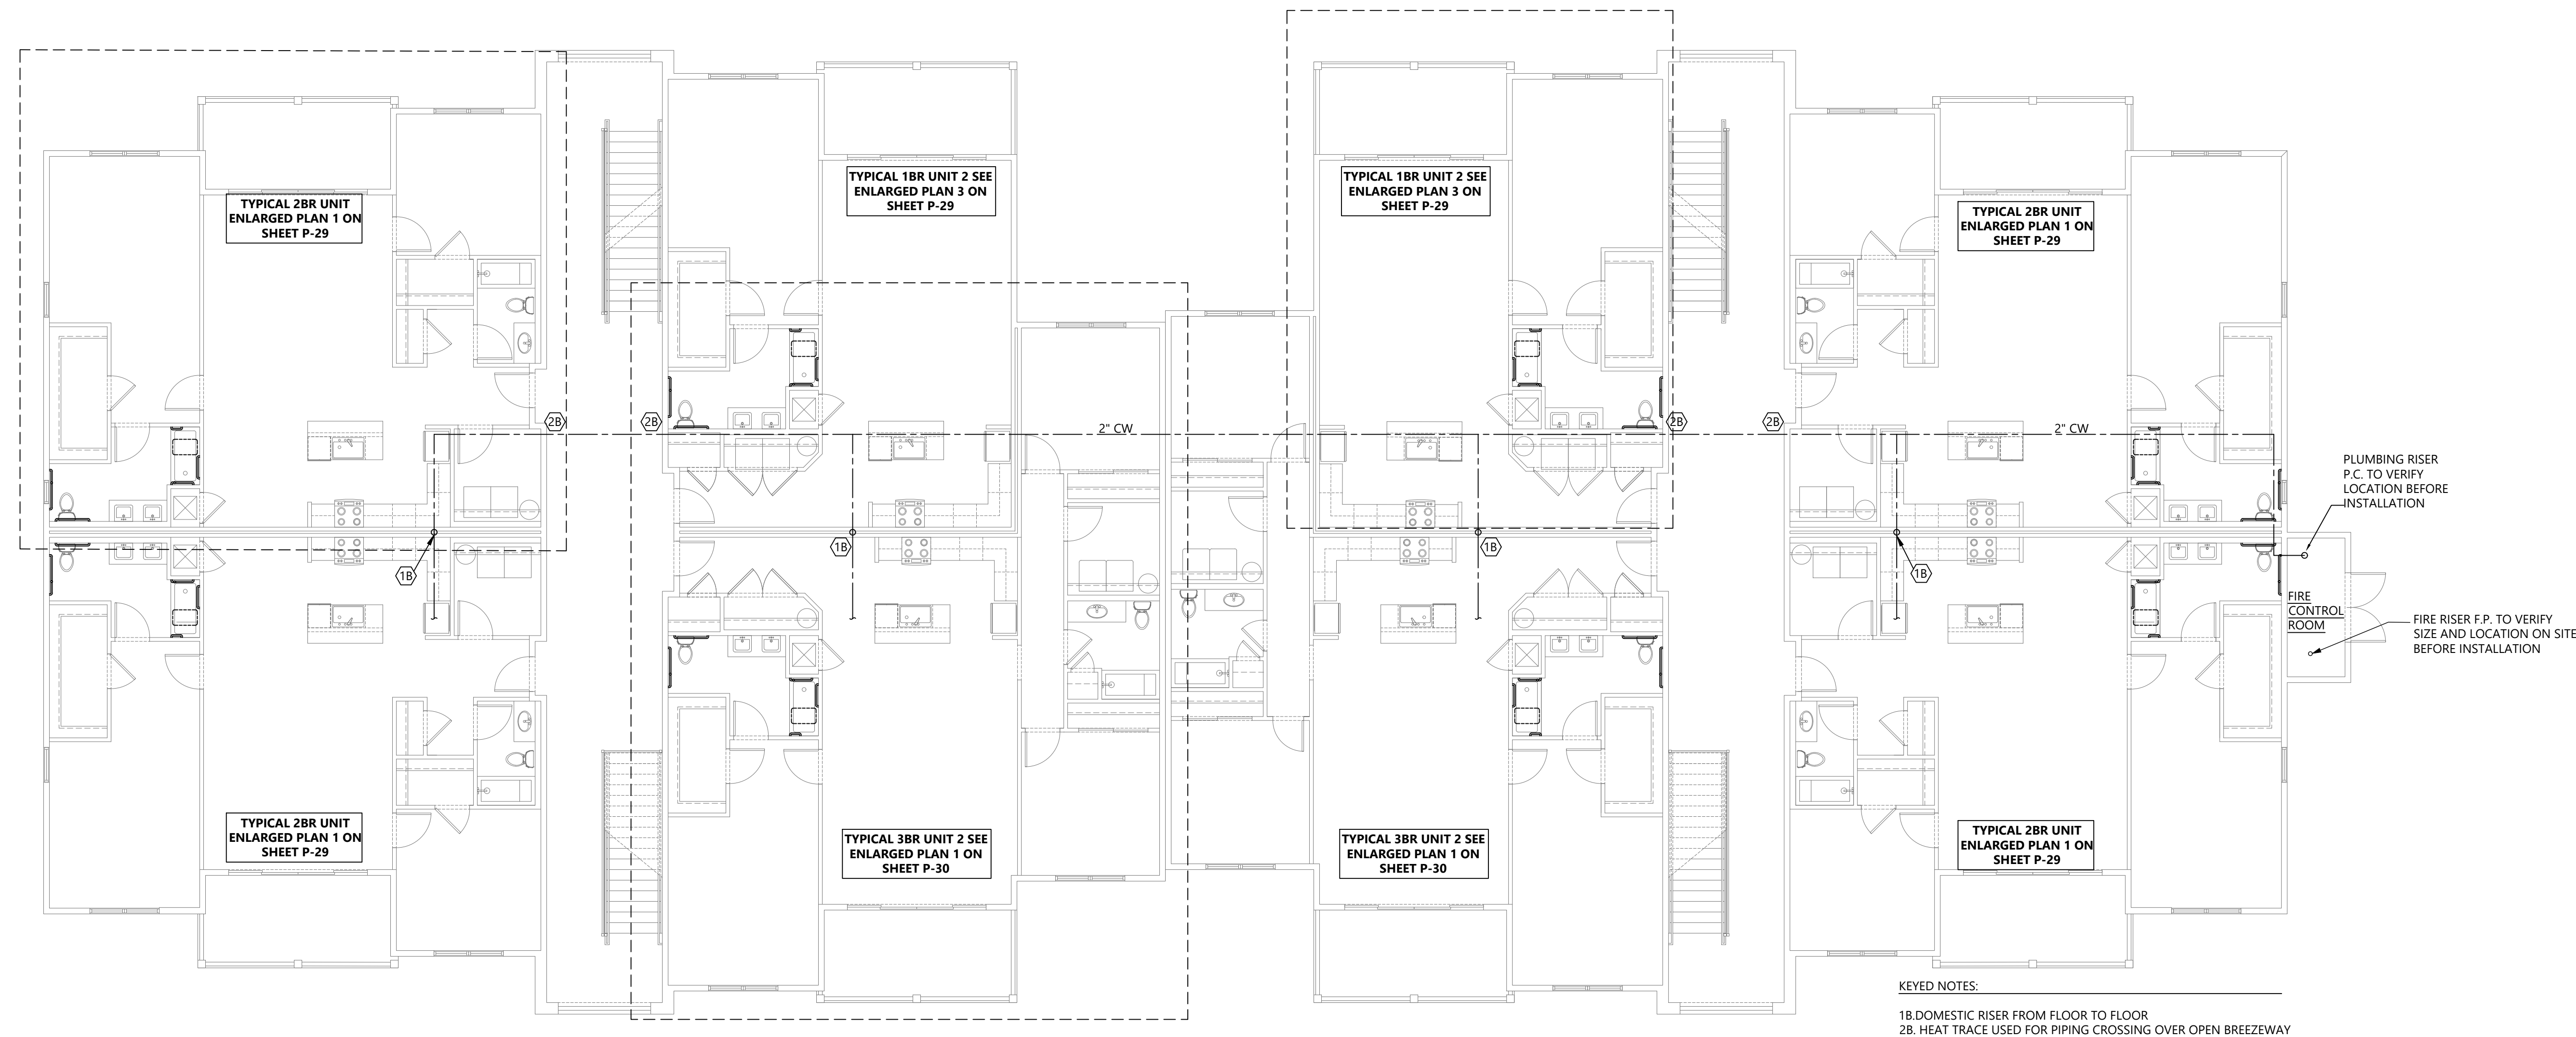 TYPICAL 2BR UNIT
ENLARGED PLAN 1 ON
SHEET P-29
TYPICAL 1BR UNIT 2 SEE
ENLARGED PLAN 3 ON
SHEET P-29
TYPICAL 1BR UNIT 2 SEE
ENLARGED PLAN 3 ON
SHEET P-29
TYPICAL 2BR UNIT
ENLARGED PLAN 1 ON
SHEET P-29
2B
2B
2" CW
2B
2B
2" CW
PLUMBING RISER
P.C. TO VERIFY
LOCATION BEFORE
INSTALLATION
1B
1B
1B
1B
FIRE
CONTROL
ROOM
FIRE RISER F.P. TO VERIFY
SIZE AND LOCATION ON SITE
BEFORE INSTALLATION
TYPICAL 2BR UNIT
ENLARGED PLAN 1 ON
SHEET P-29
TYPICAL 3BR UNIT 2 SEE
ENLARGED PLAN 1 ON
SHEET P-30
TYPICAL 3BR UNIT 2 SEE
ENLARGED PLAN 1 ON
SHEET P-30
TYPICAL 2BR UNIT
ENLARGED PLAN 1 ON
SHEET P-29
KEYED NOTES:
1B.DOMESTIC RISER FROM FLOOR TO FLOOR
2B. HEAT TRACE USED FOR PIPING CROSSING OVER OPEN BREEZEWAY